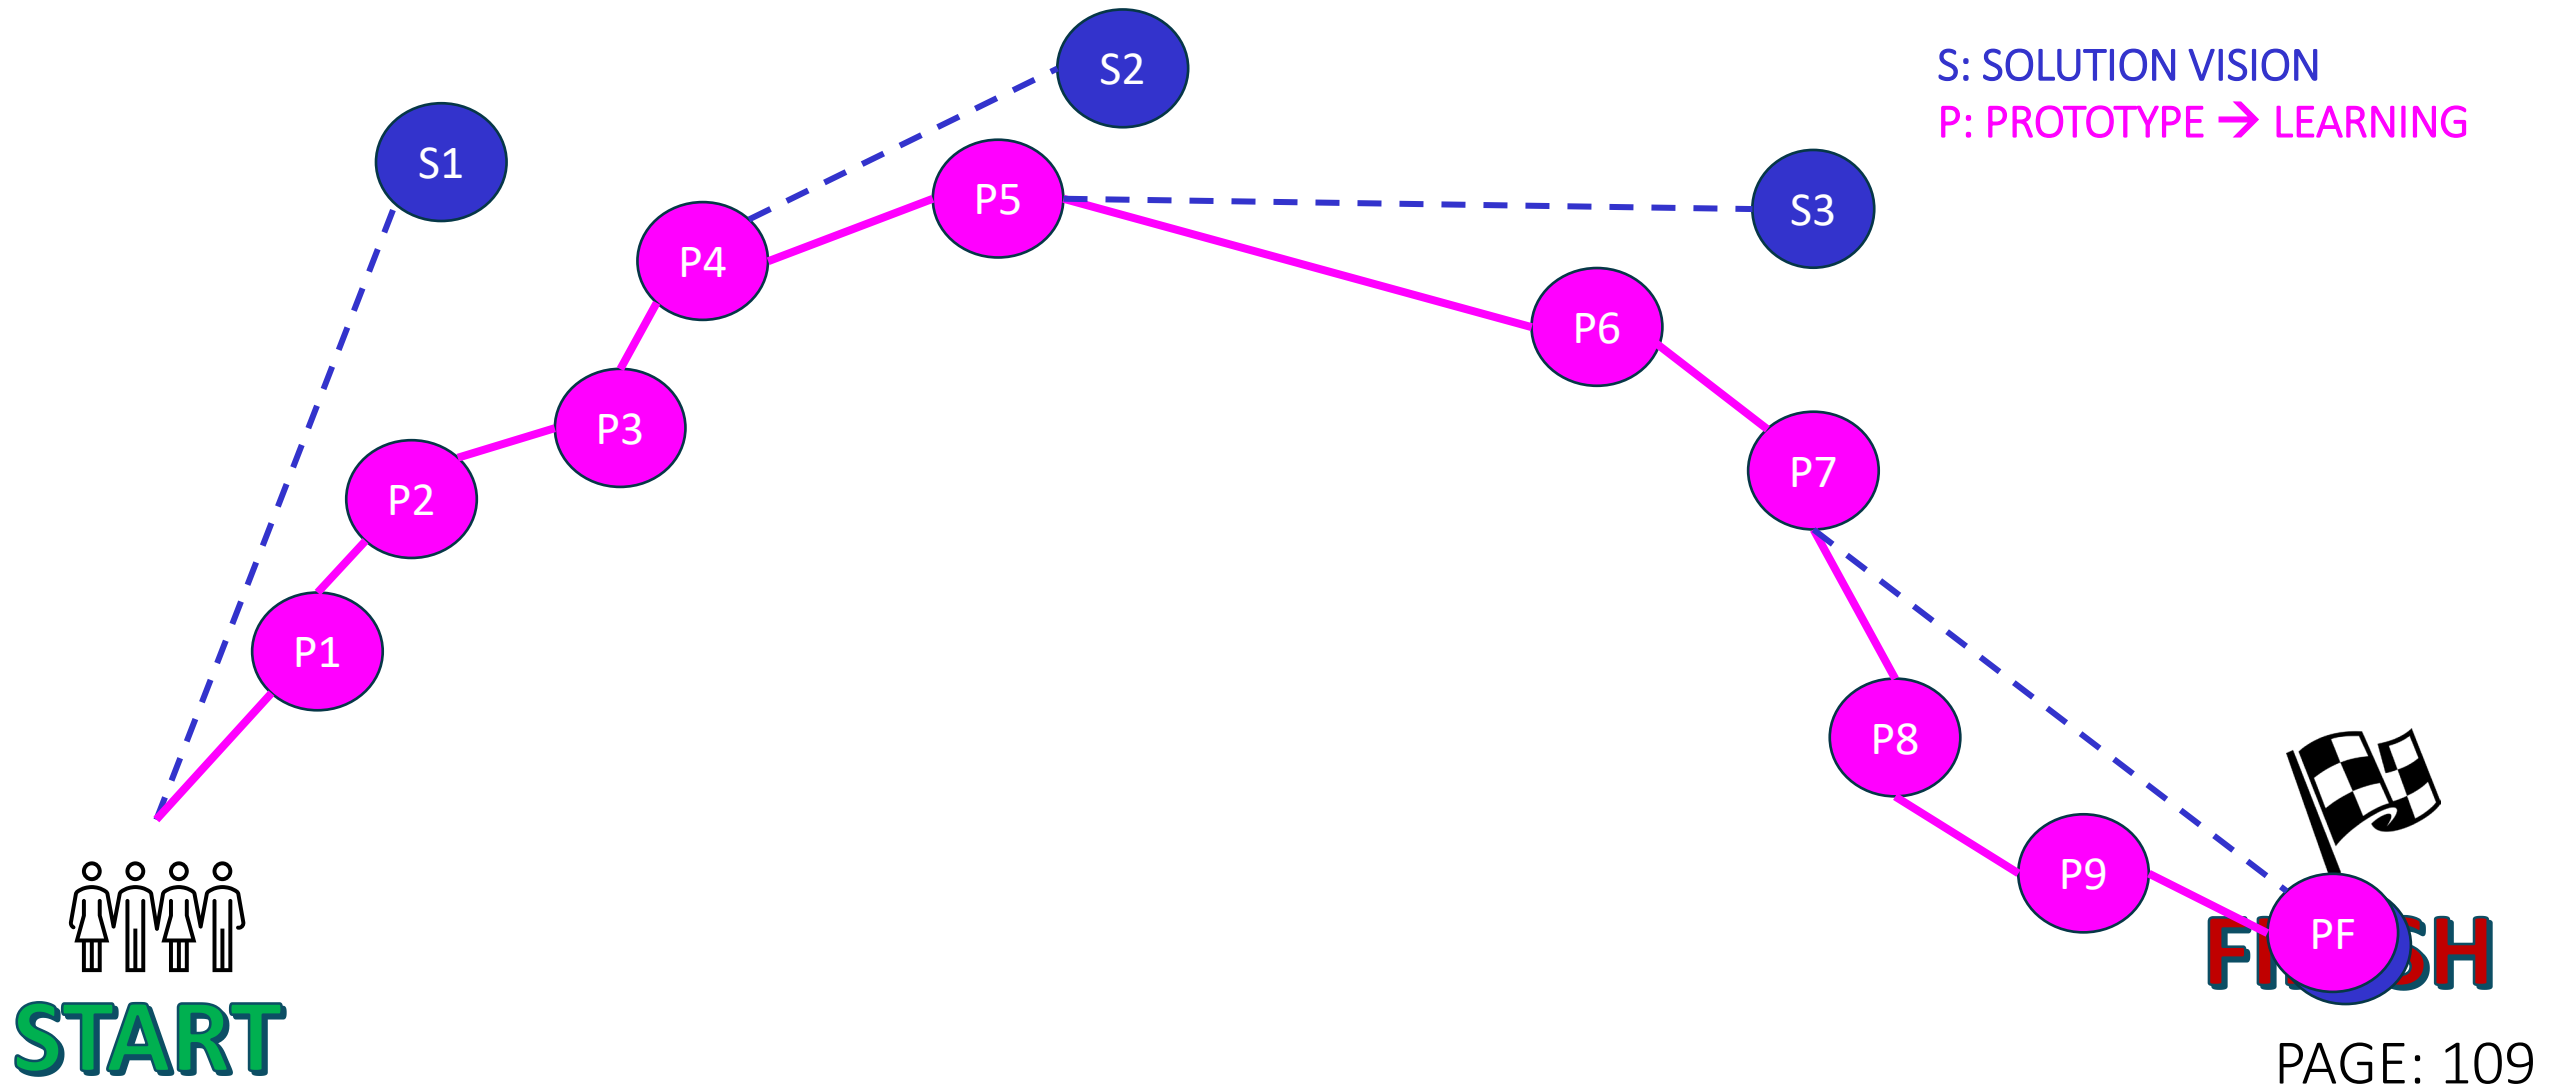 S2
S: SOLUTION VISION
P: PROTOTYPE → LEARNING
S1
P5
S3
P4
P6
P3
P7
P2
P1
P8
P9
PF
START
PAGE: 109